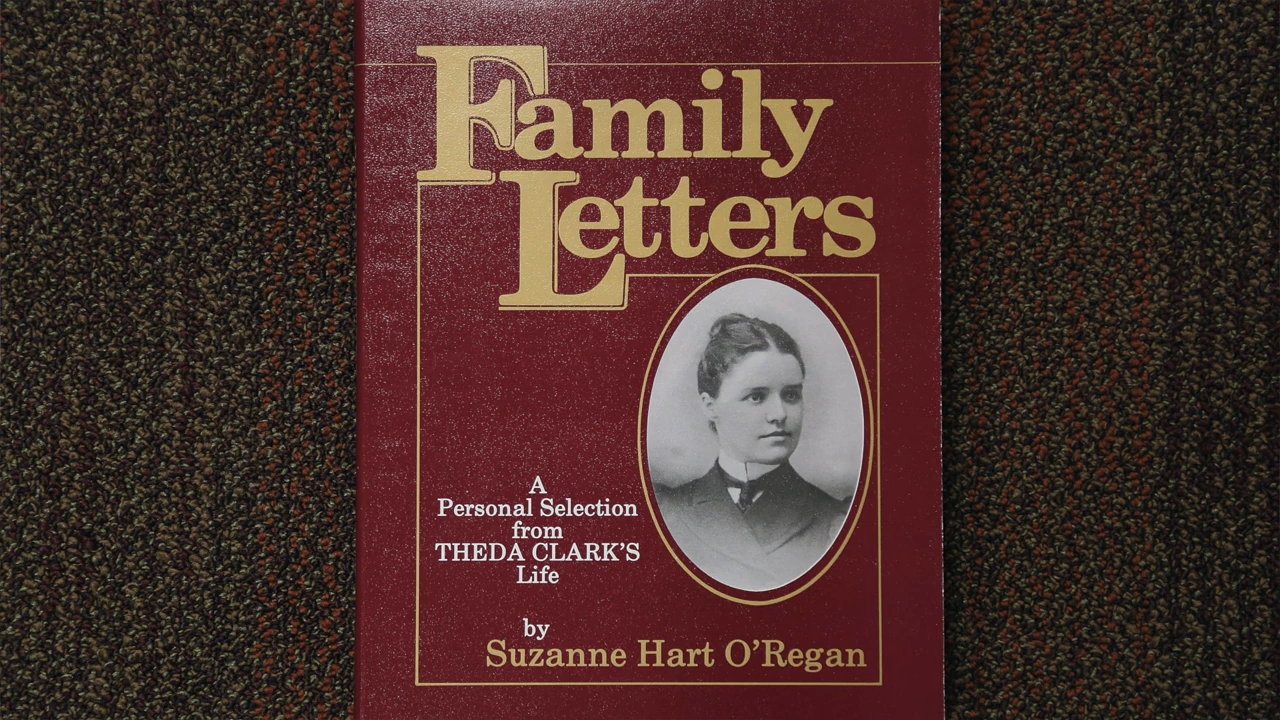 Family
Letters
A
Personal Selection
from
THEDA CLARK'S
Life
by
Suzanne Hart O'Regan